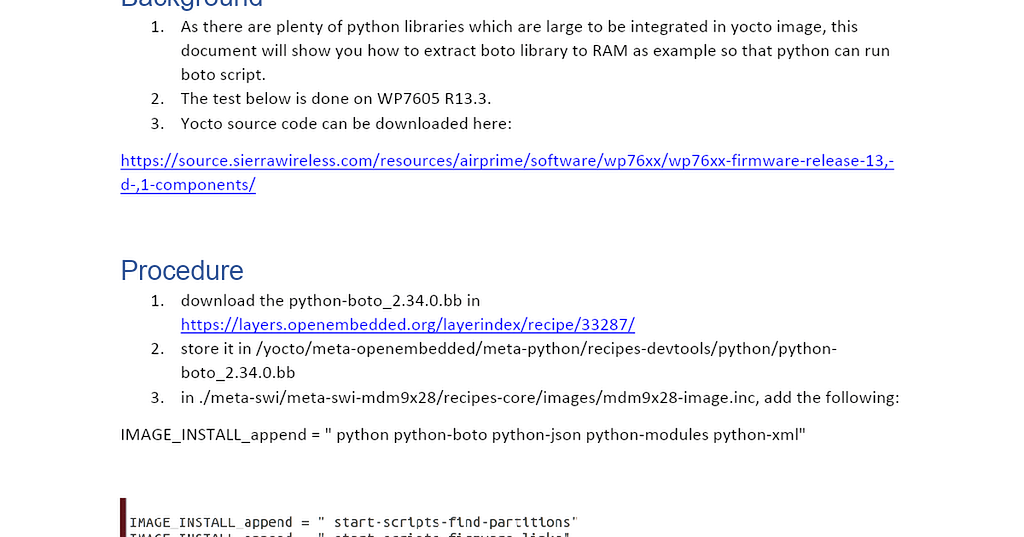 Background
1. As there are plenty of python libraries which are large to be integrated in yocto image, this
document will show you how to extract boto library to RAM as example so that python can run
boto script.
2. The test below is done on WP7605 R13.3.
3. Yocto source code can be downloaded here:
https://source.sierrawireless.com/resources/airprime/software/wp76xx/wp76xx-firmware-release-13,-
d-,1-components/
Procedure
1. download the python-boto_2.34.0.bb in
https://layers.openembedded.org/layerindex/recipe/33287/
2. store it in /yocto/meta-openembedded/meta-python/recipes-devtools/python/python-
boto_2.34.0.bb
3. in ./meta-swi/meta-swi-mdm9x28/recipes-core/images/mdm9x28-image.inc, add the following:
IMAGE_INSTALL_append = " python python-boto python-json python-modules python-xml"
IMAGE_INSTALL_append = " start-scripts-find-partitions"
IMAGE_INSTALL_append = " start-scripts-firmware-links"